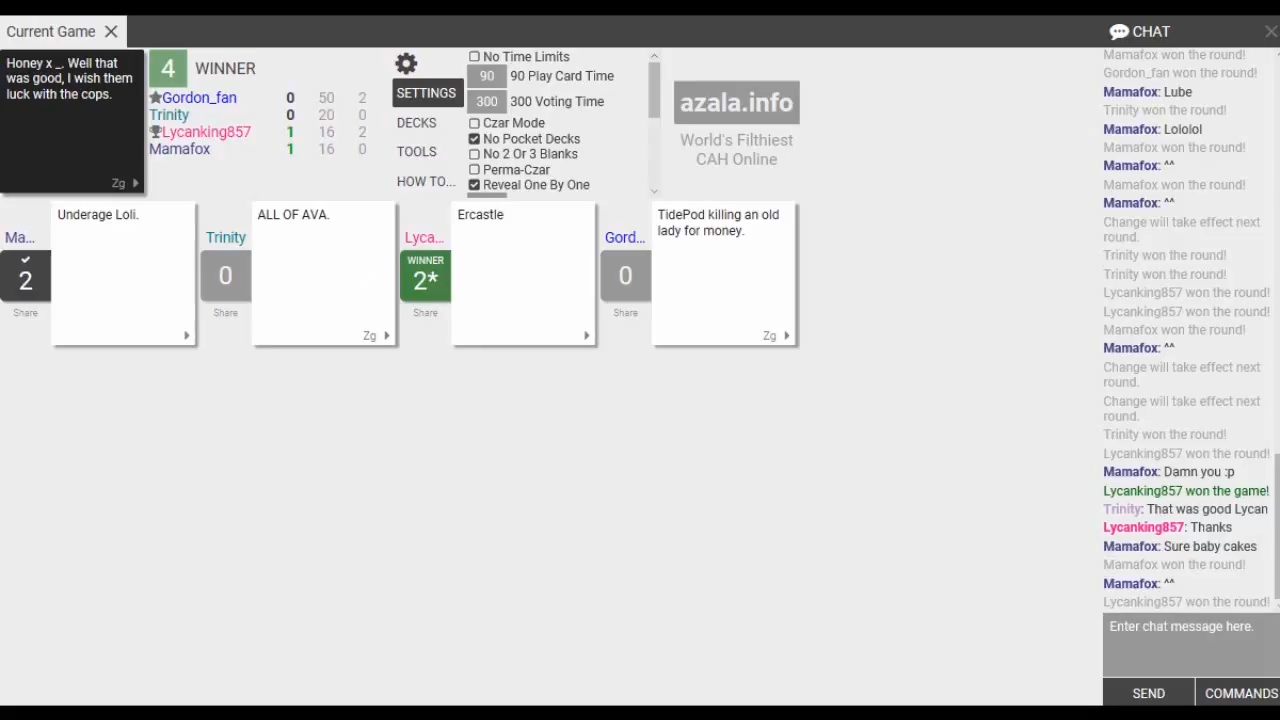 Current Game
CHAT
Honey x _. Well that
was good, I wish them
luck with the cops.
Zg
4 WINNER
Gordon_fan 0 50 2
Trinity 0 20 0
Lycanking857 1 16 2
Mamafox 1 16 0
SETTINGS
DECKS
TOOLS
HOW TO...
No Time Limits
90 90 Play Card Time
300 300 Voting Time
Czar Mode
No Pocket Decks
No 2 Or 3 Blanks
Perma-Czar
Reveal One By One
azala.info
World's Filthiest
CAH Online
Ma...
2
Share
Underage Loli.
Trinity
0
Share
ALL OF AVA.
Zg
Lyca...
WINNER
2*
Share
Ercastle
Gord...
0
Share
TidePod killing an old
lady for money.
Zg
Mamafox won the round!
Gordon_fan won the round!
Mamafox: Lube
Trinity won the round!
Mamafox: Lololol
Mamafox won the round!
Mamafox: ^^
Mamafox won the round!
Mamafox: ^^
Change will take effect next
round.
Trinity won the round!
Trinity won the round!
Lycanking857 won the round!
Lycanking857 won the round!
Mamafox won the round!
Mamafox: ^^
Change will take effect next
round.
Change will take effect next
round.
Trinity won the round!
Lycanking857 won the round!
Mamafox: Damn you :p
Lycanking857 won the game!
Trinity: That was good Lycan
Lycanking857: Thanks
Mamafox: Sure baby cakes
Mamafox won the round!
Mamafox: ^^
Lycanking857 won the round!
Enter chat message here.
SEND
COMMANDS